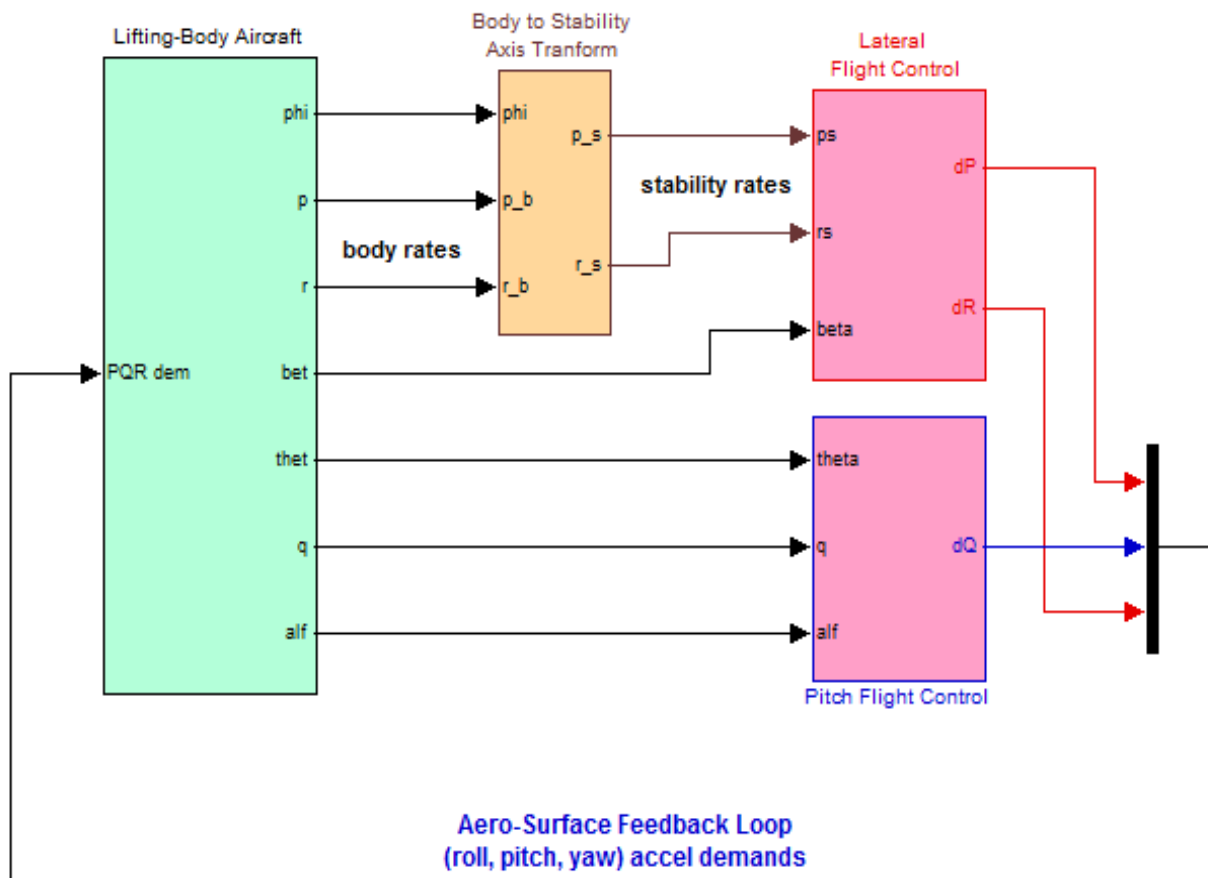 Lifting-Body Aircraft
phi
p
r
PQR dem
bet
thet
q
alf
body rates
Body to Stability
Axis Tranform
phi
p_b
r_b
p_s
r_s
stability rates
Lateral
Flight Control
ps
rs
beta
dP
dR
theta
q
alf
dQ
Pitch Flight Control
Aero-Surface Feedback Loop
(roll, pitch, yaw) accel demands